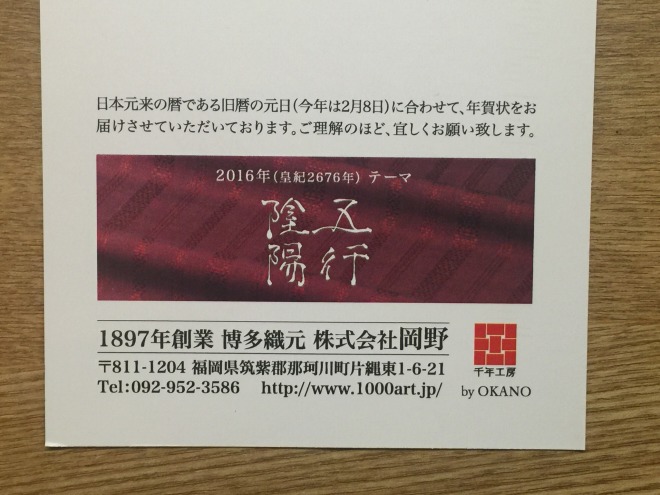 日本元来の暦である旧暦の元日(今年は2月8日)に合わせて、年賀状をお
届けさせていただいております。ご理解のほど、宜しくお願い致します。
2016年(皇紀2676年) テーマ
陰陽
五行
1897年創業 博多織元 株式会社岡野
〒811-1204 福岡県筑紫郡那珂川町片縄東1-6-21
Tel:092-952-3586 http://www.1000art.jp/
千年工房
by OKANO